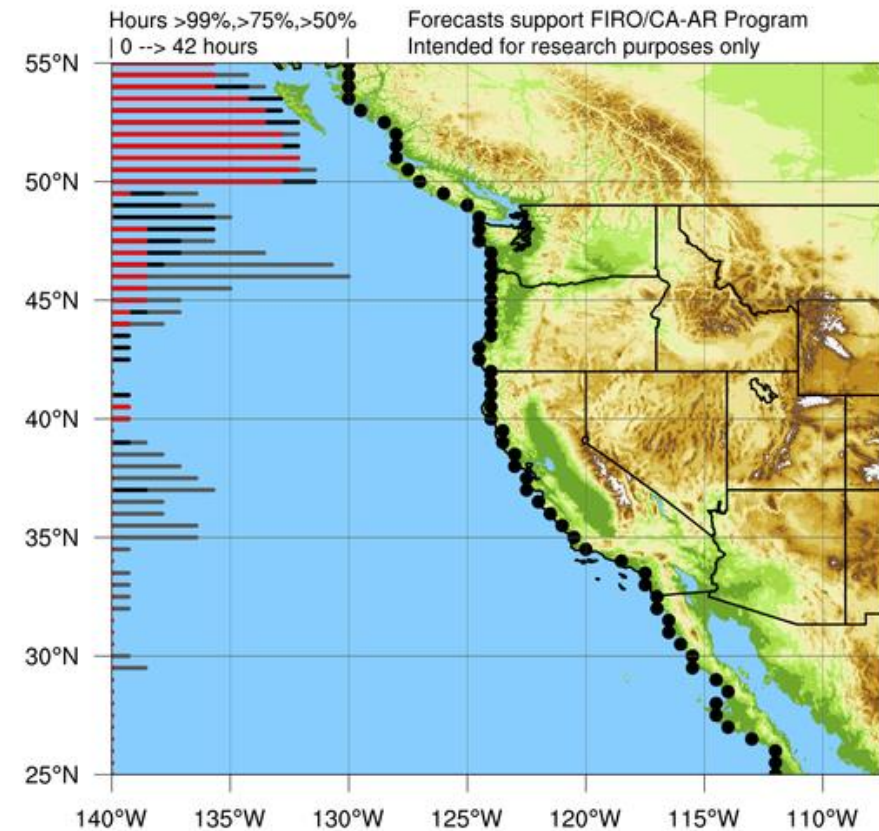 Hours >99%,>75%,>50%
| 0 --> 42 hours |
Forecasts support FIRO/CA-AR Program
Intended for research purposes only
55°N
50°N
45°N
40°N
35°N
30°N
25°N
140°W 135°W 130°W 125°W 120°W 115°W 110°W